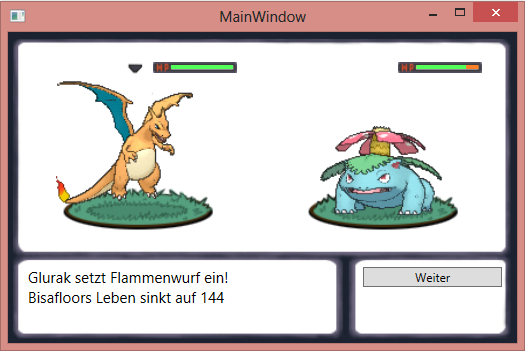 MainWindow
HP
HP
Glurak setzt Flammenwurf ein!
Bisafloors Leben sinkt auf 144
Weiter